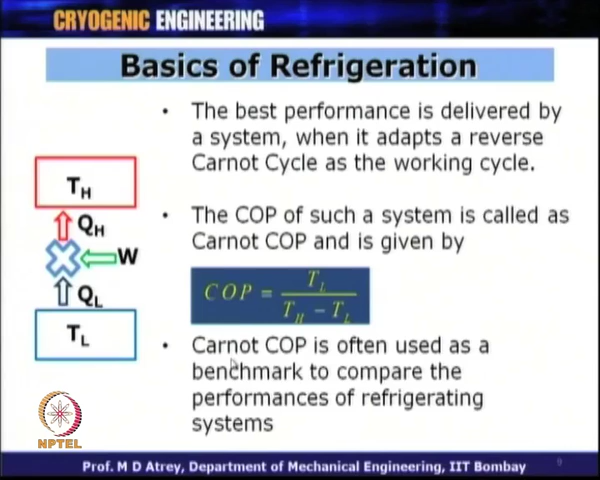 CRYOGENIC ENGINEERING
Basics of Refrigeration
• The best performance is delivered by
a system, when it adapts a reverse
Carnot Cycle as the working cycle.
• The COP of such a system is called as
Carnot COP and is given by
COP = T_L / (T_H − T_L)
• Carnot COP is often used as a
benchmark to compare the
performances of refrigerating
systems
T_H
Q_H
W
Q_L
T_L
NPTEL
Prof. M D Atrey, Department of Mechanical Engineering, IIT Bombay
9